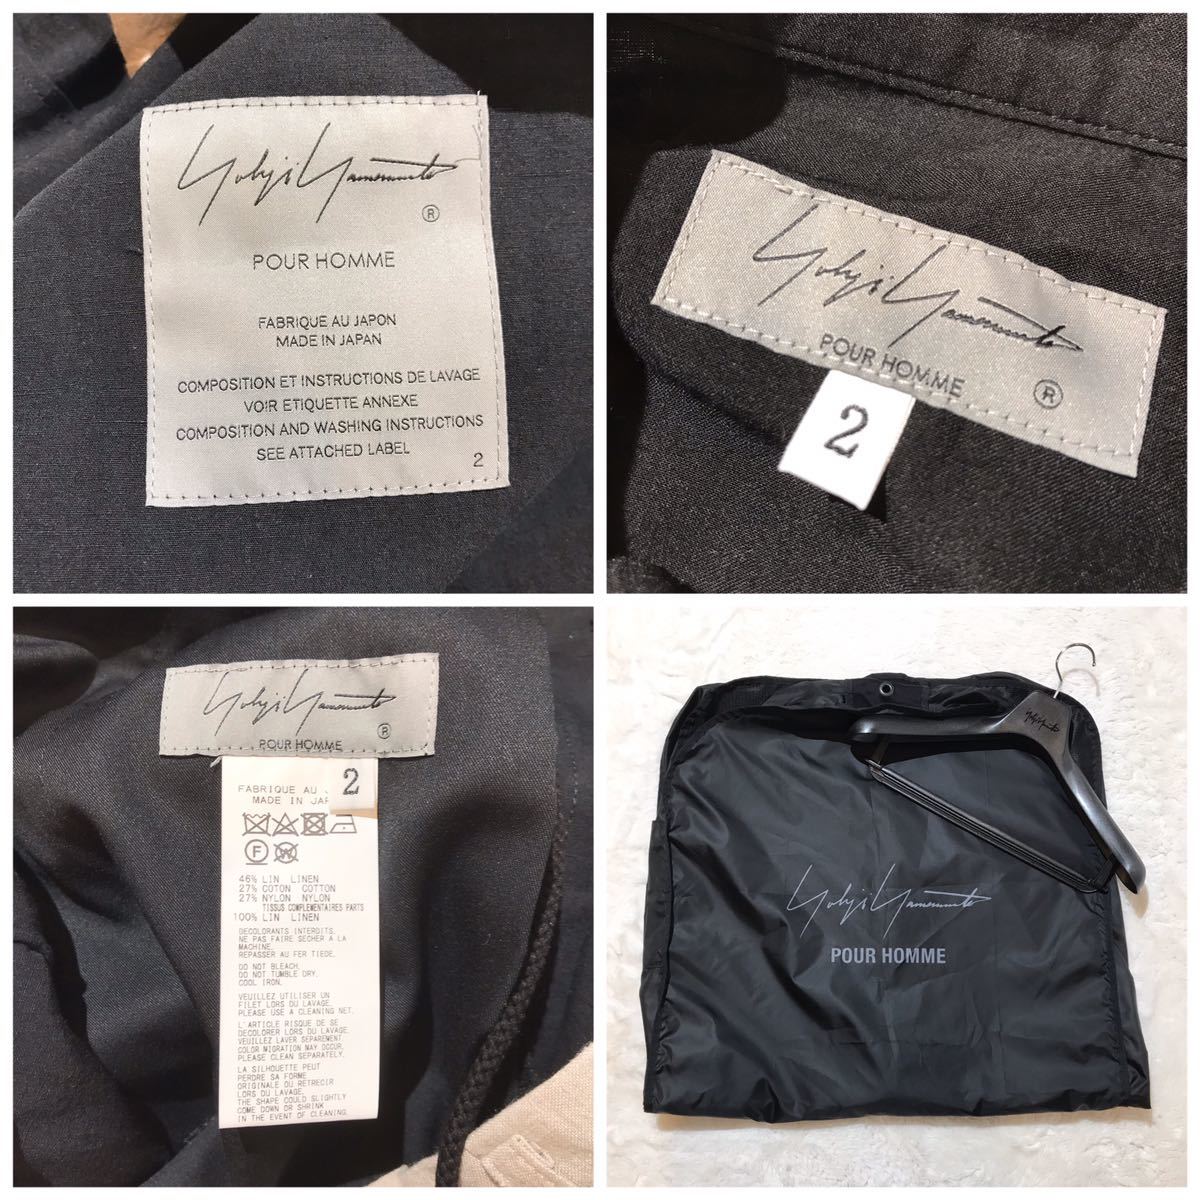 Yohji Yamamoto
®
POUR HOMME
FABRIQUE AU JAPON
MADE IN JAPAN
COMPOSITION ET INSTRUCTIONS DE LAVAGE
VOIR ETIQUETTE ANNEXE
COMPOSITION AND WASHING INSTRUCTIONS
SEE ATTACHED LABEL
2
Yohji Yamamoto
POUR HOMME
®
2
Yohji Yamamoto
®
POUR HOMME
2
FABRIQUE AU
MADE IN JAP
F
W
46% LIN LINEN
27% COTON COTTON
27% NYLON NYLON
TISSUS COMPLEMENTAIRES PARTS
100% LIN LINEN
DECOLORANTS INTERDITS.
NE PAS FAIRE SECHER A LA
MACHINE.
REPASSER AU FER TIEDE.
DO NOT BLEACH.
DO NOT TUMBLE DRY.
COOL IRON.
VEUILLEZ UTILISER UN
FILET LORS DU LAVAGE.
PLEASE USE A CLEANING NET.
L'ARTICLE RISQUE DE SE
DECOLORER LORS DU LAVAGE.
VEUILLEZ LAVER SEPAREMENT.
COLOR MIGRATION MAY OCCUR.
PLEASE CLEAN SEPARATELY.
LA SILHOUETTE PEUT
PERDRE SA FORME
ORIGINALE OU RETRECIR
LORS DU LAVAGE.
THE SHAPE COULD SLIGHTLY
COME DOWN OR SHRINK
IN THE EVENT OF CLEANING.
Yohji Yamamoto
Yohji Yamamoto
POUR HOMME